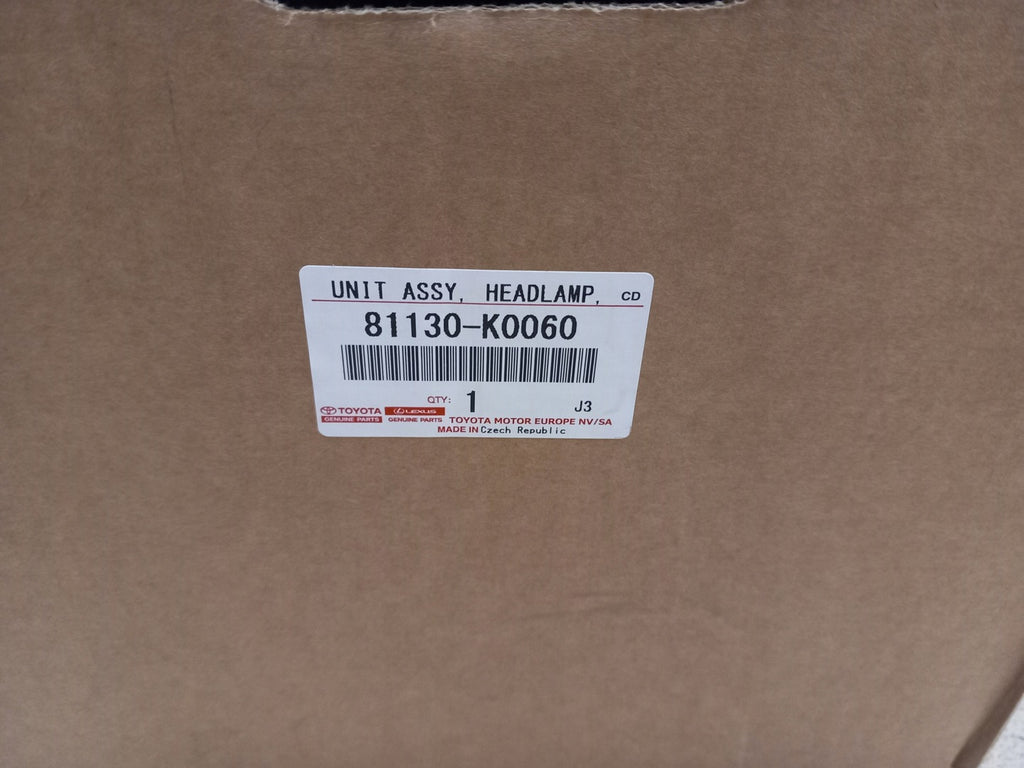 UNIT ASSY, HEADLAMP, CD
81130-K0060
QTY: 1 J3
TOYOTA LEXUS
GENUINE PARTS GENUINE PARTS TOYOTA MOTOR EUROPE NV/SA
MADE IN Czech Republic